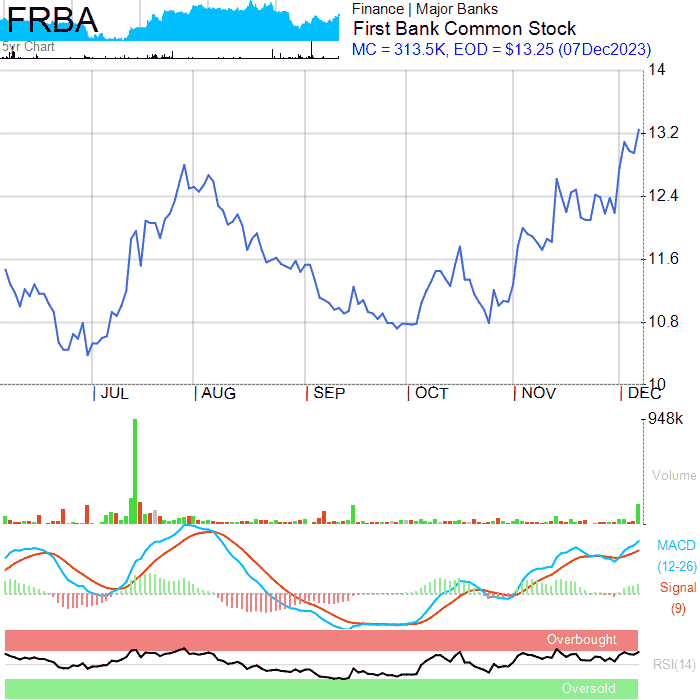 FRBA
5yr Chart
Finance | Major Banks
First Bank Common Stock
MC = 313.5K, EOD = $13.25 (07Dec2023)
14
13.2
12.4
11.6
10.8
10
JUL AUG SEP OCT NOV DEC
948k
Volume
MACD
(12-26)
Signal
(9)
Overbought
RSI(14)
Oversold